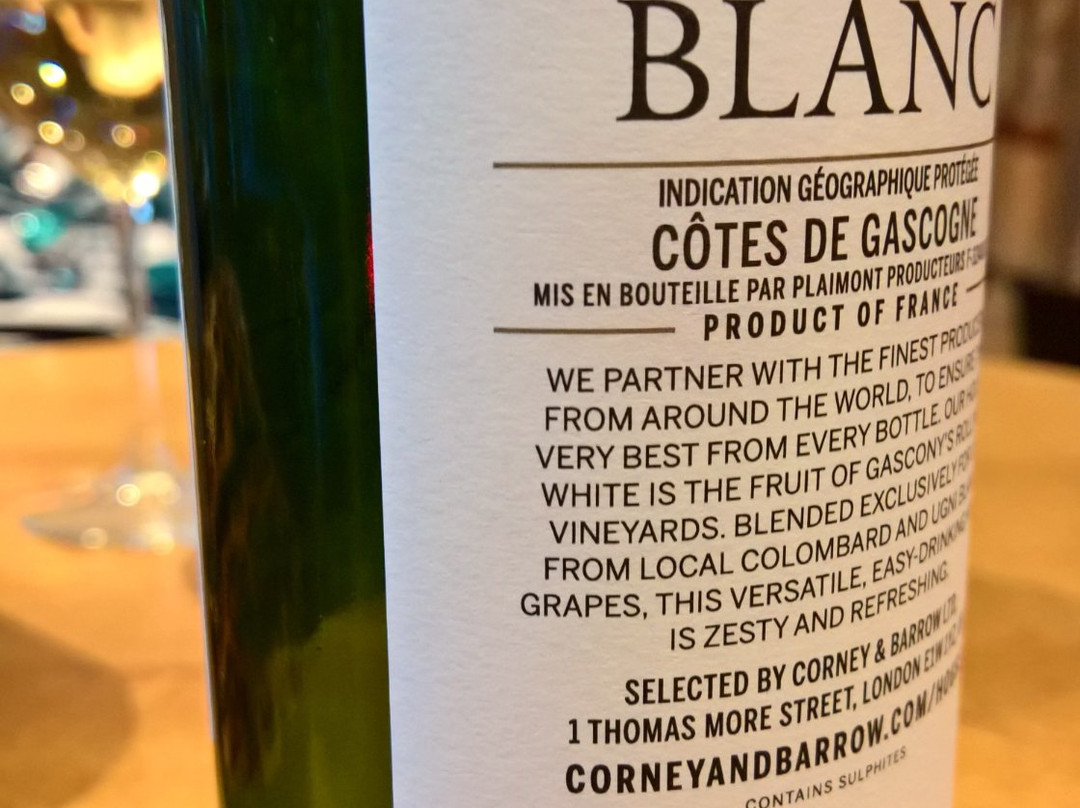 BLANC
INDICATION GÉOGRAPHIQUE PROTÉGÉE
CÔTES DE GASCOGNE
MIS EN BOUTEILLE PAR PLAIMONT PRODUCTEURS
PRODUCT OF FRANCE
WE PARTNER WITH THE FINEST
FROM AROUND THE WORLD, TO ENSURE
VERY BEST FROM EVERY BOTTLE. OUR
WHITE IS THE FRUIT OF GASCONY'S
VINEYARDS. BLENDED EXCLUSIVELY
FROM LOCAL COLOMBARD AND UGNI
GRAPES, THIS VERSATILE, EASY-DRINKING
IS ZESTY AND REFRESHING.
SELECTED BY CORNEY & BARROW LTD,
1 THOMAS MORE STREET, LONDON E1W
CORNEYANDBARROW.COM/
CONTAINS SULPHITES